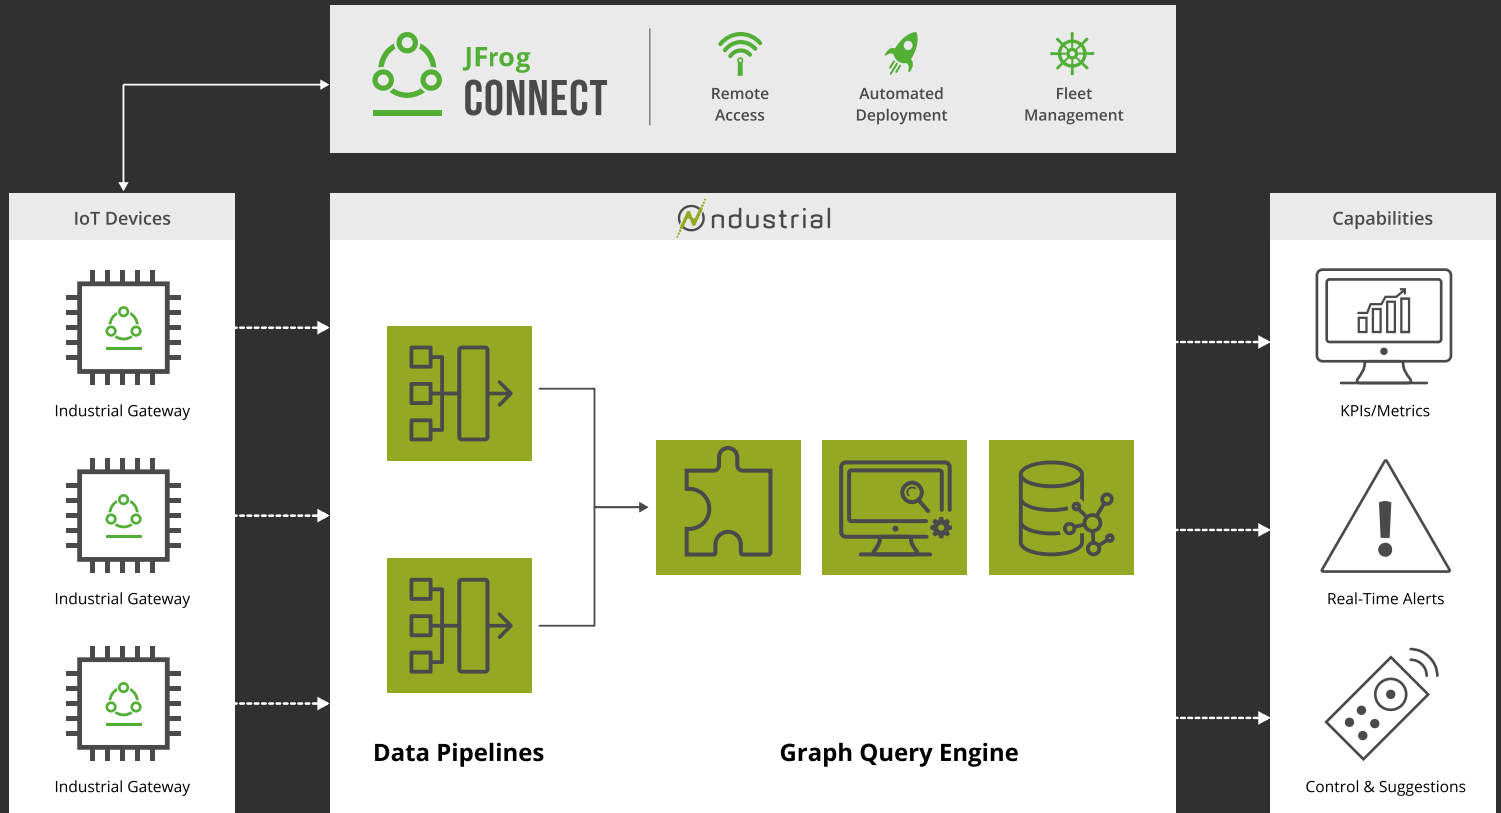 JFrog
CONNECT
Remote
Access
Automated
Deployment
Fleet
Management
IoT Devices
Industrial Gateway
Industrial Gateway
Industrial Gateway
ndustrial
Data Pipelines
Graph Query Engine
Capabilities
KPIs/Metrics
Real-Time Alerts
Control & Suggestions